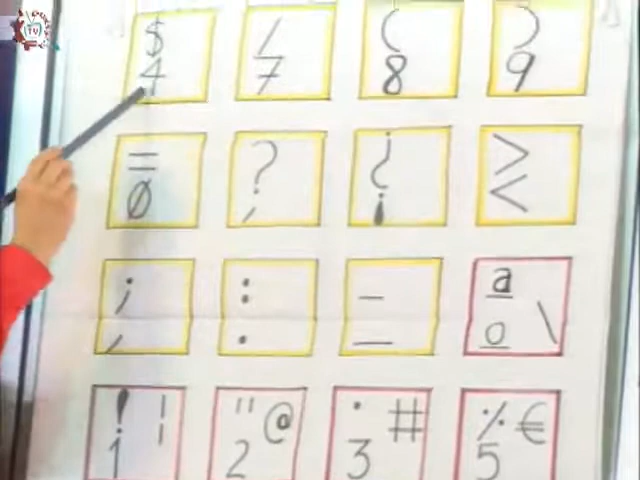 $ / ( )
4 7 8 9
= ? ¿ >
0 ' ¡ <
; : - ª
, . _ º \
! | " @ · # % €
1 2 3 5